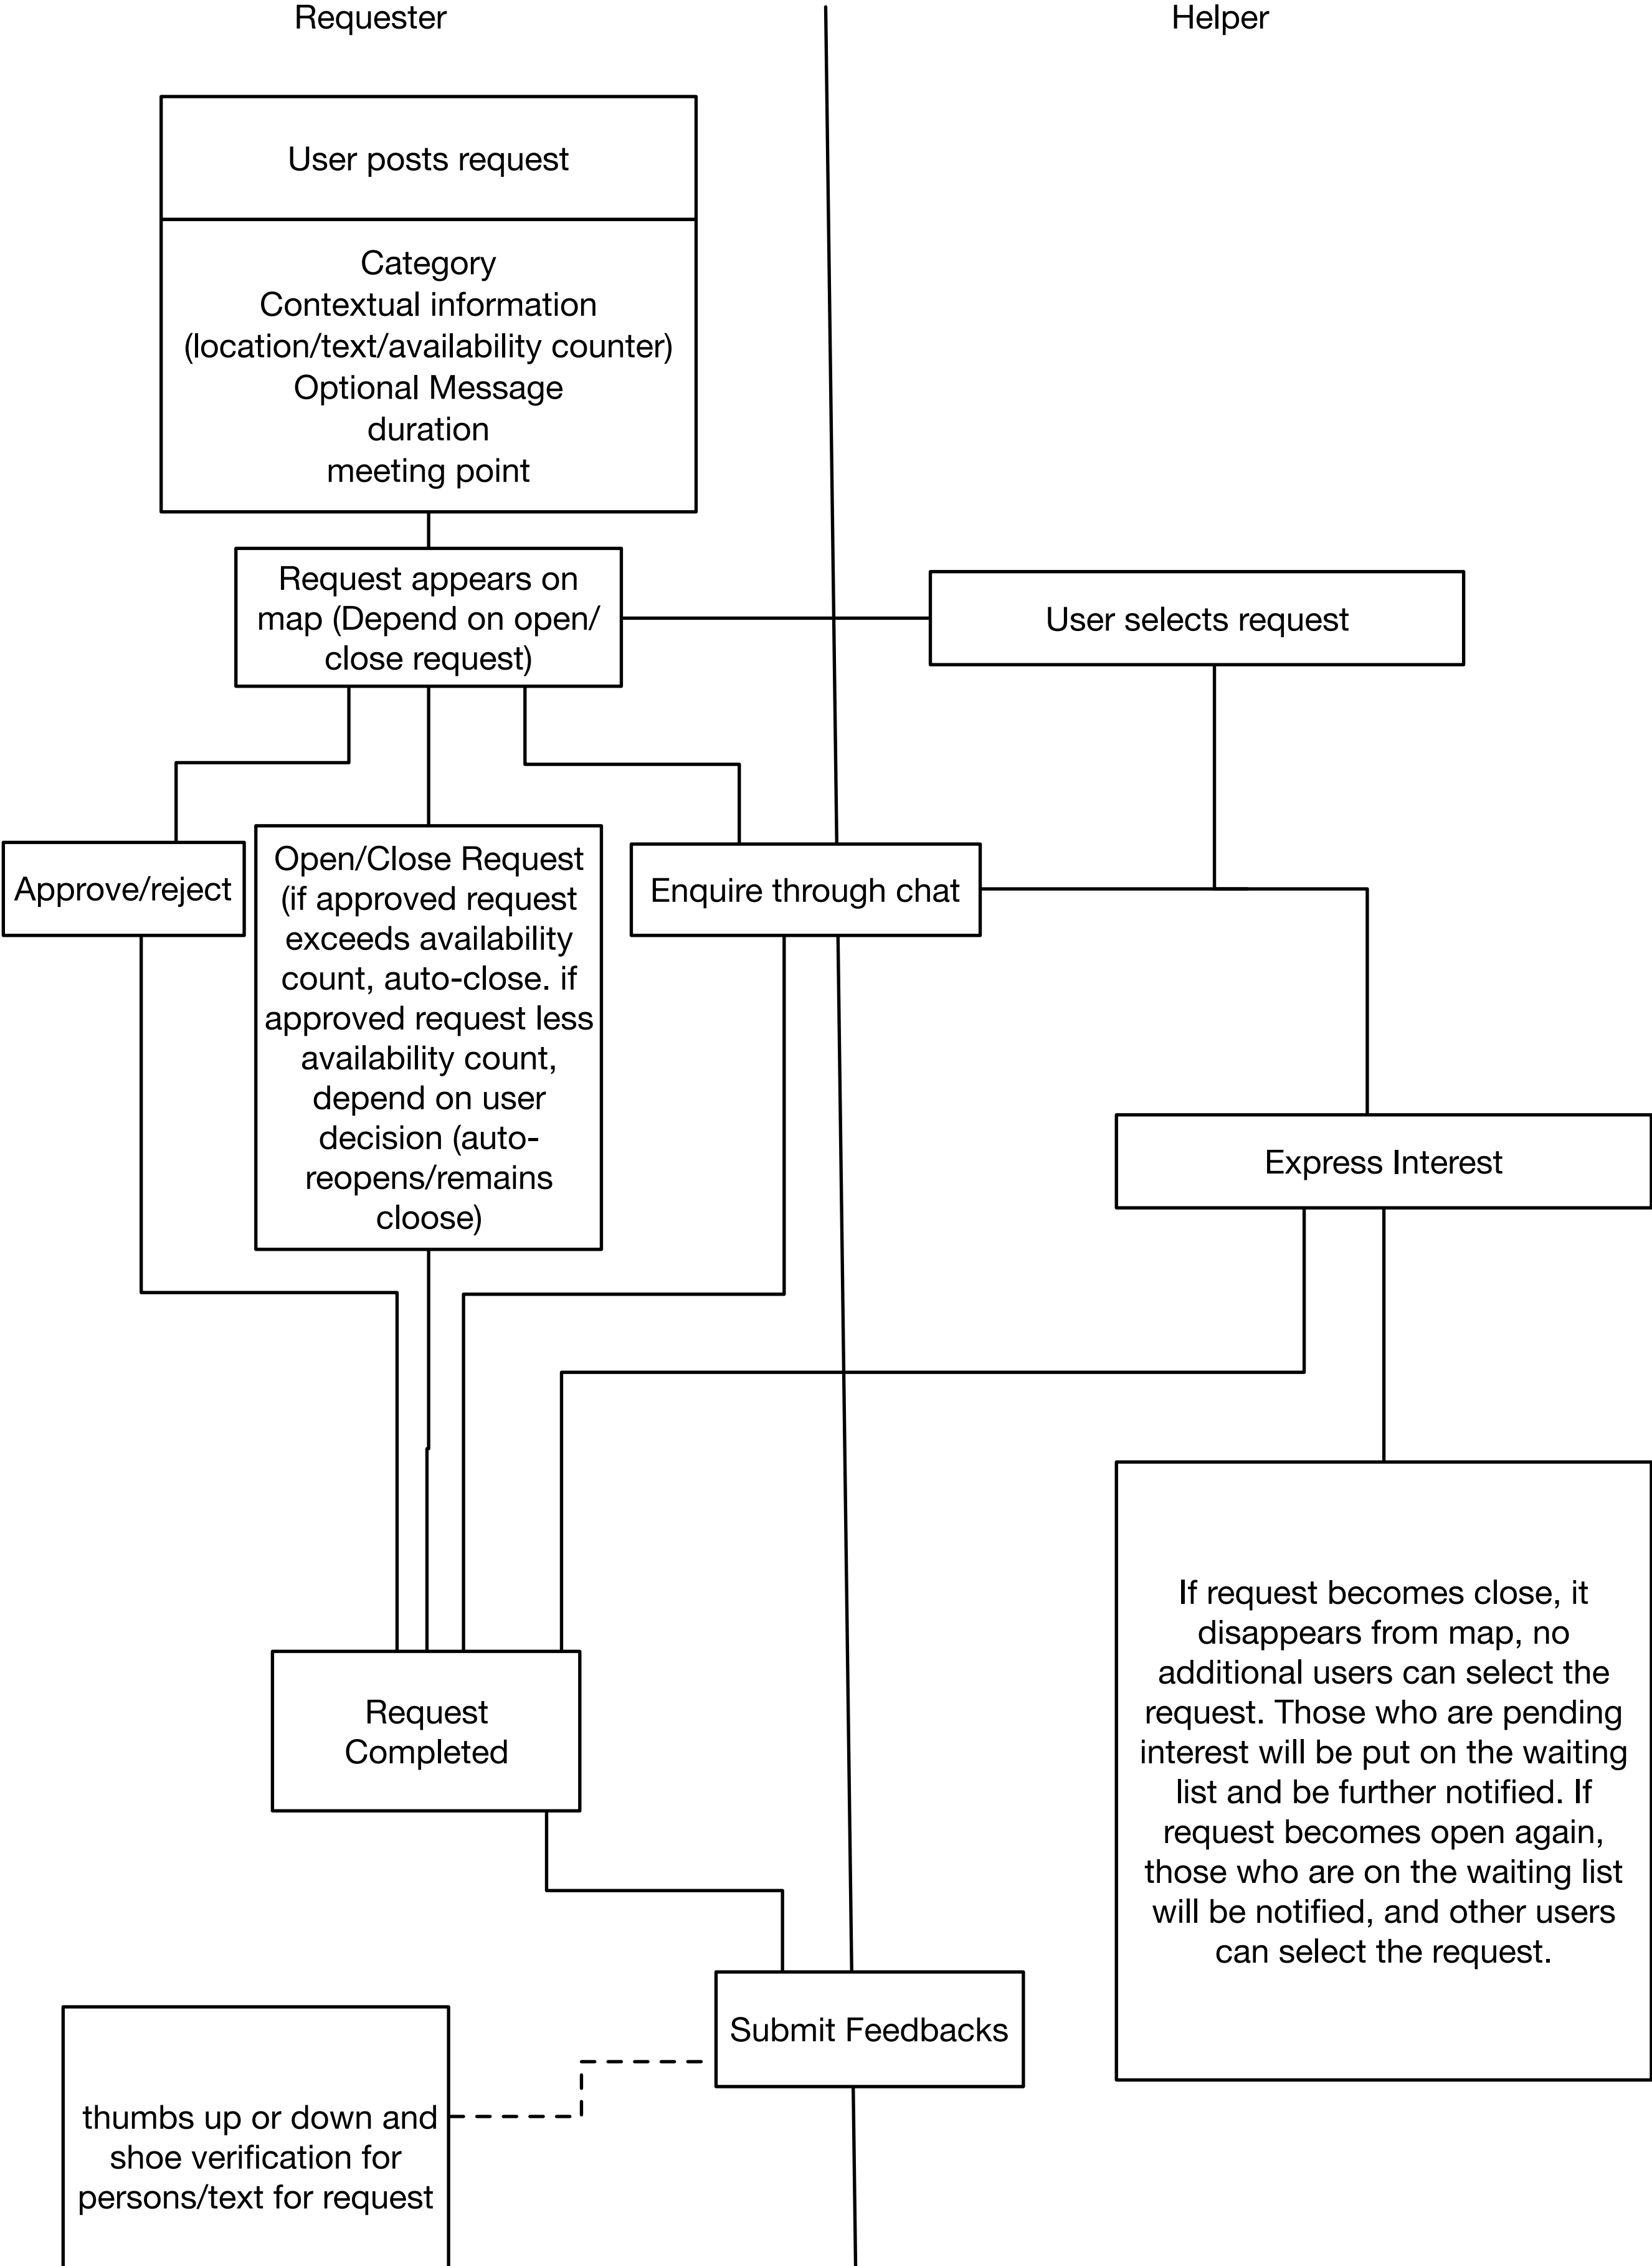 Requester
Helper
User posts request
Category
Contextual information
(location/text/availability counter)
Optional Message
duration
meeting point
Request appears on
map (Depend on open/
close request)
User selects request
Approve/reject
Open/Close Request
(if approved request
exceeds availability
count, auto-close. if
approved request less
availability count,
depend on user
decision (auto-
reopens/remains
cloose)
Enquire through chat
Express Interest
If request becomes close, it
disappears from map, no
additional users can select the
request. Those who are pending
interest will be put on the waiting
list and be further notified. If
request becomes open again,
those who are on the waiting list
will be notified, and other users
can select the request.
Request
Completed
Submit Feedbacks
thumbs up or down and
shoe verification for
persons/text for request